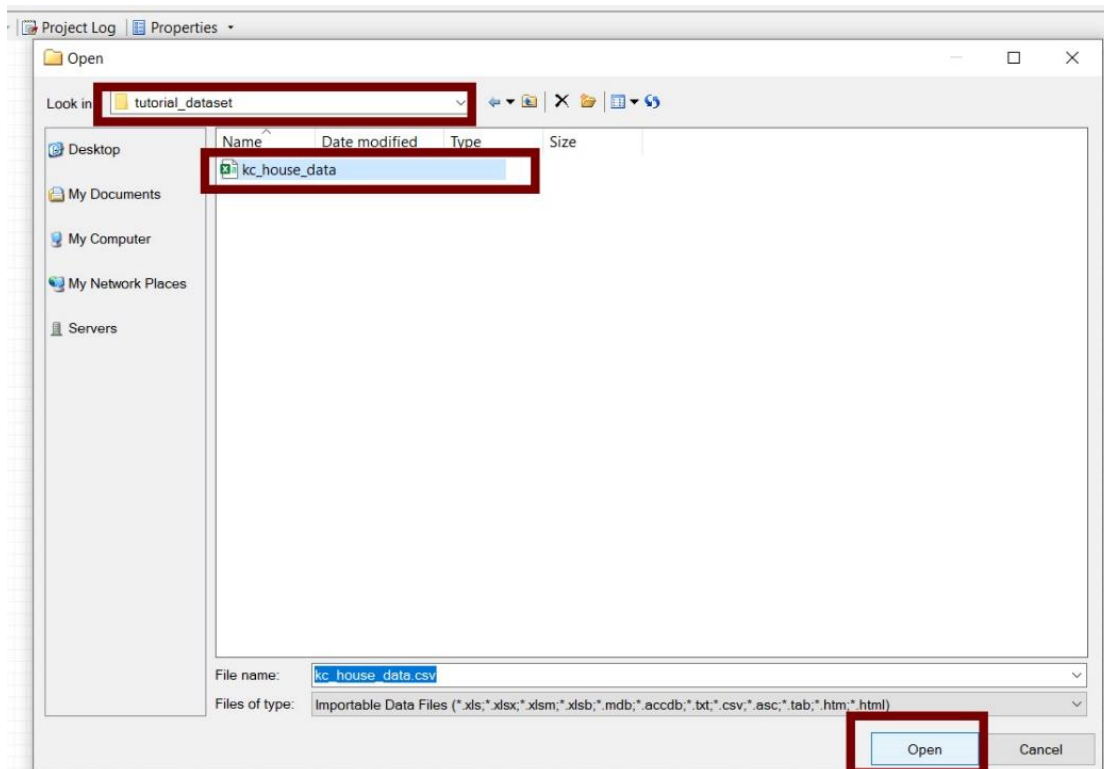 Project Log Properties
Open
Look in tutorial_dataset
Name Date modified Type Size
kc_house_data
Desktop
My Documents
My Computer
My Network Places
Servers
File name: kc_house_data.csv
Files of type: Importable Data Files (*.xls;*.xlsx;*.xlsm;*.xlsb;*.mdb;*.accdb;*.txt;*.csv;*.asc;*.tab;*.htm;*.html)
Open Cancel